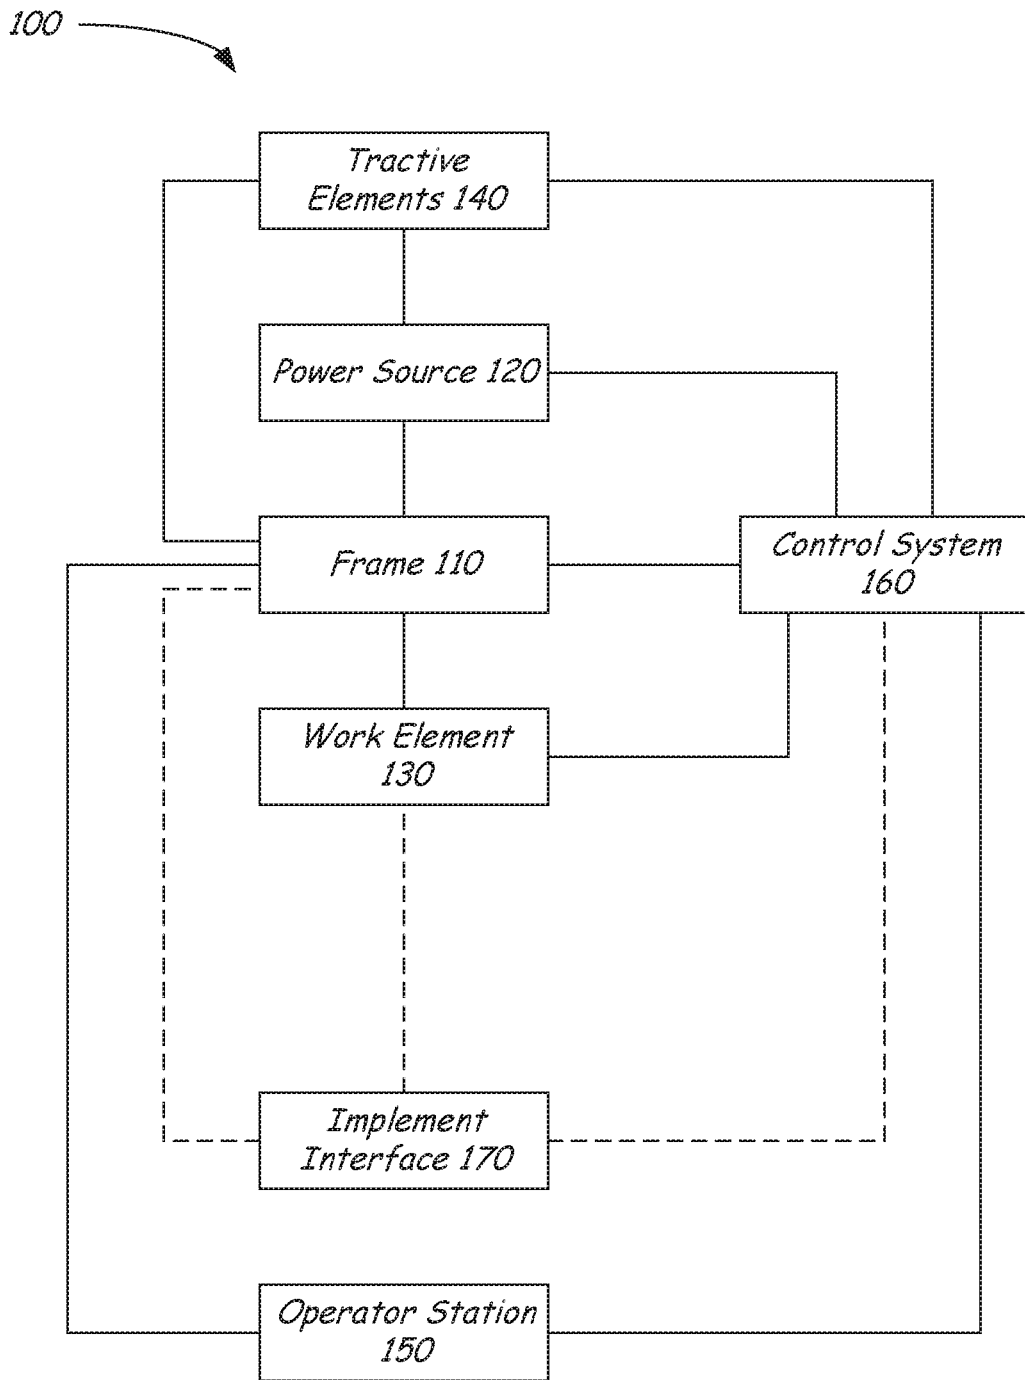 100
Tractive
Elements 140
Power Source 120
Frame 110
Control System
160
Work Element
130
Implement
Interface 170
Operator Station
150